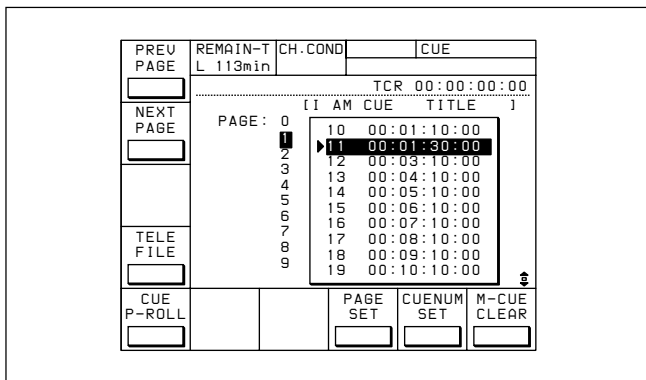 PREV PAGE
REMAIN-T
L 113min
CH.COND
CUE
TCR 00:00:00:00
[I AM CUE TITLE ]
NEXT PAGE
PAGE: 0
1
2
3
4
5
6
7
8
9
10 00:01:10:00
11 00:01:30:00
12 00:03:10:00
13 00:04:10:00
14 00:05:10:00
15 00:06:10:00
16 00:07:10:00
17 00:08:10:00
18 00:09:10:00
19 00:10:10:00
TELE FILE
CUE P-ROLL
PAGE SET
CUENUM SET
M-CUE CLEAR